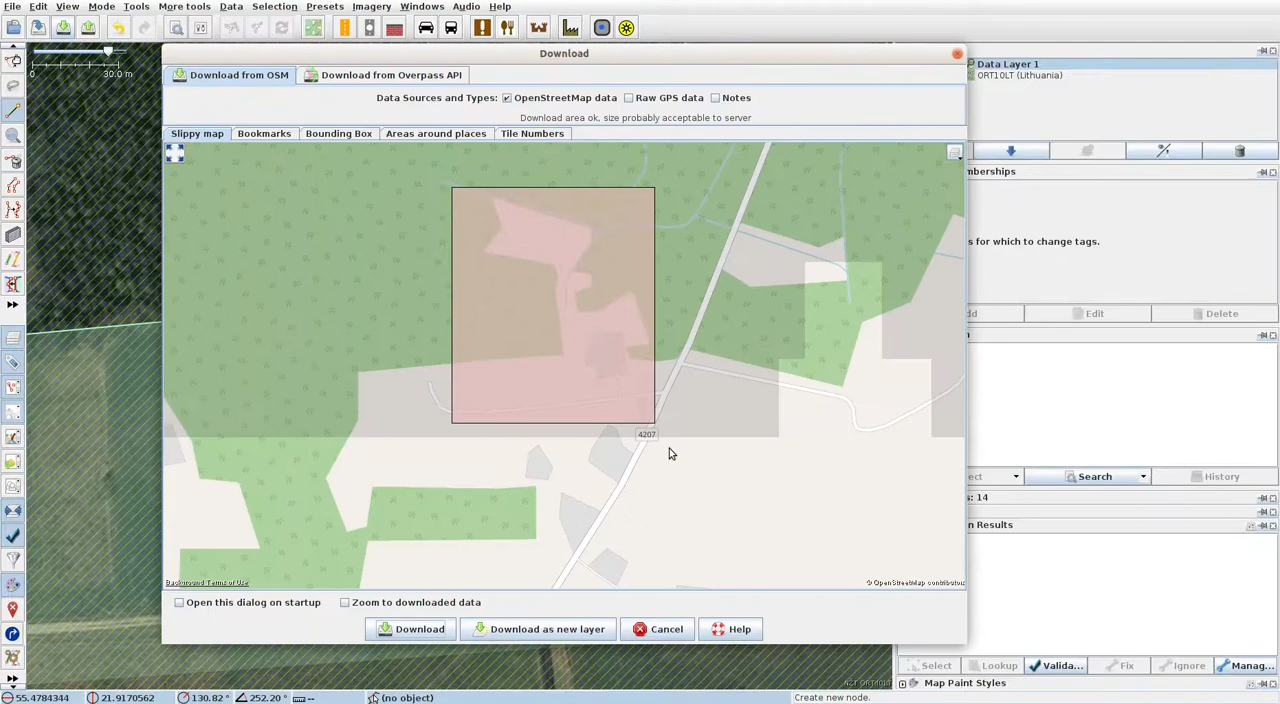 File Edit View Mode Tools More tools Data Selection Presets Imagery Windows Audio Help
0 30.0 m
Download
Download from OSM
Download from Overpass API
Data Sources and Types: OpenStreetMap data Raw GPS data Notes
Download area ok, size probably acceptable to server
Slippy map Bookmarks Bounding Box Areas around places Tile Numbers
4207
Background Terms of Use
© OpenStreetMap contributors
Open this dialog on startup Zoom to downloaded data
Download Download as new layer Cancel Help
Data Layer 1
ORT10LT (Lithuania)
mberships
s for which to change tags.
dd Edit Delete
n
ect Search History
s: 14
n Results
Select Lookup Valida... Fix Ignore Manag...
Map Paint Styles
55.4784344 21.9170562 130.82 ° 252.20 ° -- (no object) Create new node.